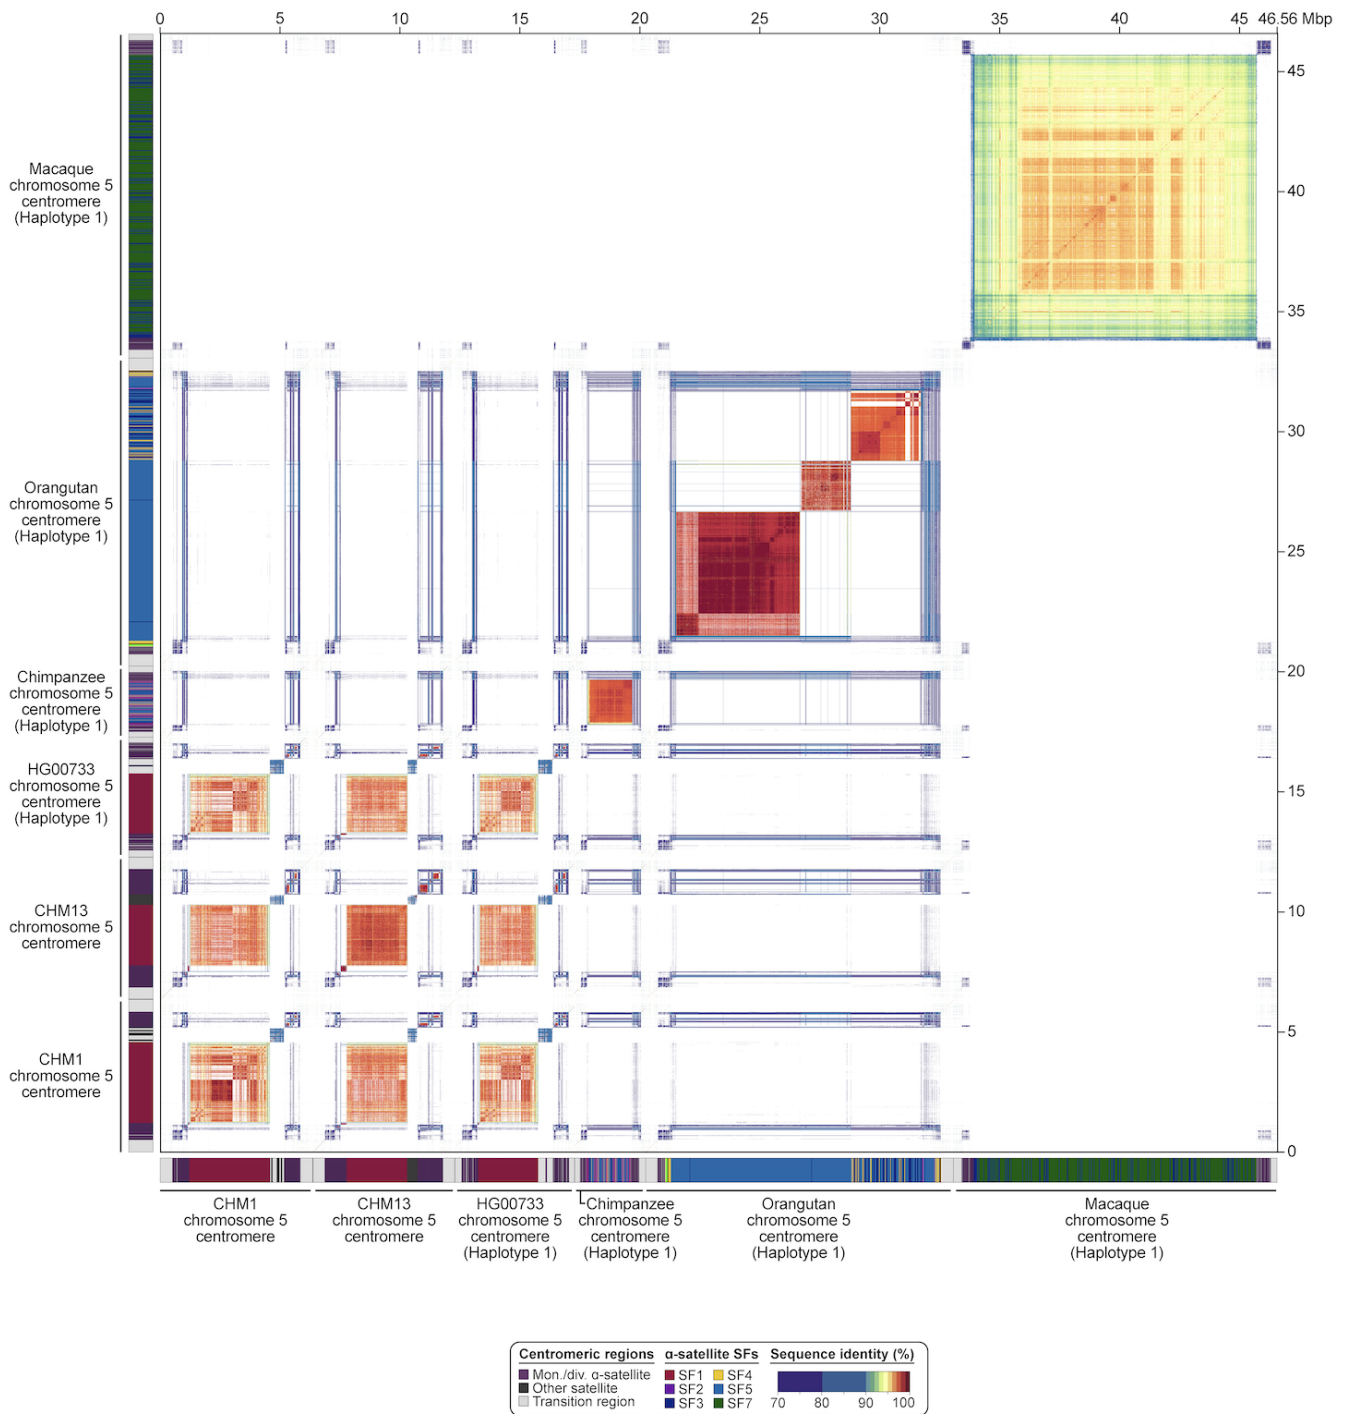 0 5 10 15 20 25 30 35 40 45 46.56 Mbp
45
Macaque
chromosome 5
centromere
(Haplotype 1)
40
35
30
Orangutan
chromosome 5
centromere
(Haplotype 1)
25
20
Chimpanzee
chromosome 5
centromere
(Haplotype 1)
HG00733
chromosome 5
centromere
(Haplotype 1)
15
CHM13
chromosome 5
centromere
10
5
CHM1
chromosome 5
centromere
0
CHM1
chromosome 5
centromere
CHM13
chromosome 5
centromere
HG00733
chromosome 5
centromere
(Haplotype 1)
Chimpanzee
chromosome 5
centromere
(Haplotype 1)
Orangutan
chromosome 5
centromere
(Haplotype 1)
Macaque
chromosome 5
centromere
(Haplotype 1)
Centromeric regions
Mon./div. α-satellite
Other satellite
Transition region
α-satellite SFs
SF1 SF4
SF2 SF5
SF3 SF7
Sequence identity (%)
70 80 90 100